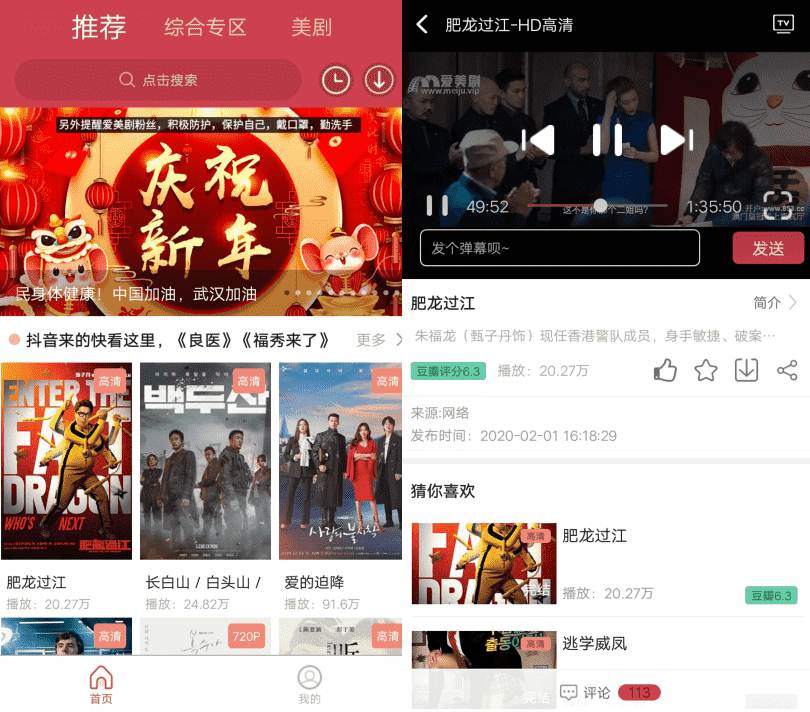 推荐
综合专区
美剧
点击搜索
另外提醒爱美剧粉丝，积极防护，保护自己，戴口罩，勤洗手
庆祝
新年
民身体健康！中国加油，武汉加油
抖音来的快看这里，《良医》《福秀来了》
更多
高清
ENTER THE
FAT
DRAGON
WHO'S NEXT
肥龍過江
高清
백두산
高清
사랑의 불시착
肥龙过江
播放：20.27万
长白山 / 白头山 /
播放：24.82万
爱的迫降
播放：91.6万
高清
720P
高清
首页
我的
肥龙过江-HD高清
TV
爱美剧
www.meiju.vip
49:52
1:35:50
发个弹幕呗~
发送
肥龙过江
简介
朱福龙（甄子丹饰）现任香港警队成员，身手敏捷、破案···
豆瓣评分6.3
播放：20.27万
来源:网络
发布时间：2020-02-01 16:18:29
猜你喜欢
高清
FAT
DRAGON
完结
肥龙过江
播放：20.27万
豆瓣6.3
高清
完结
逃学威凤
评论
113